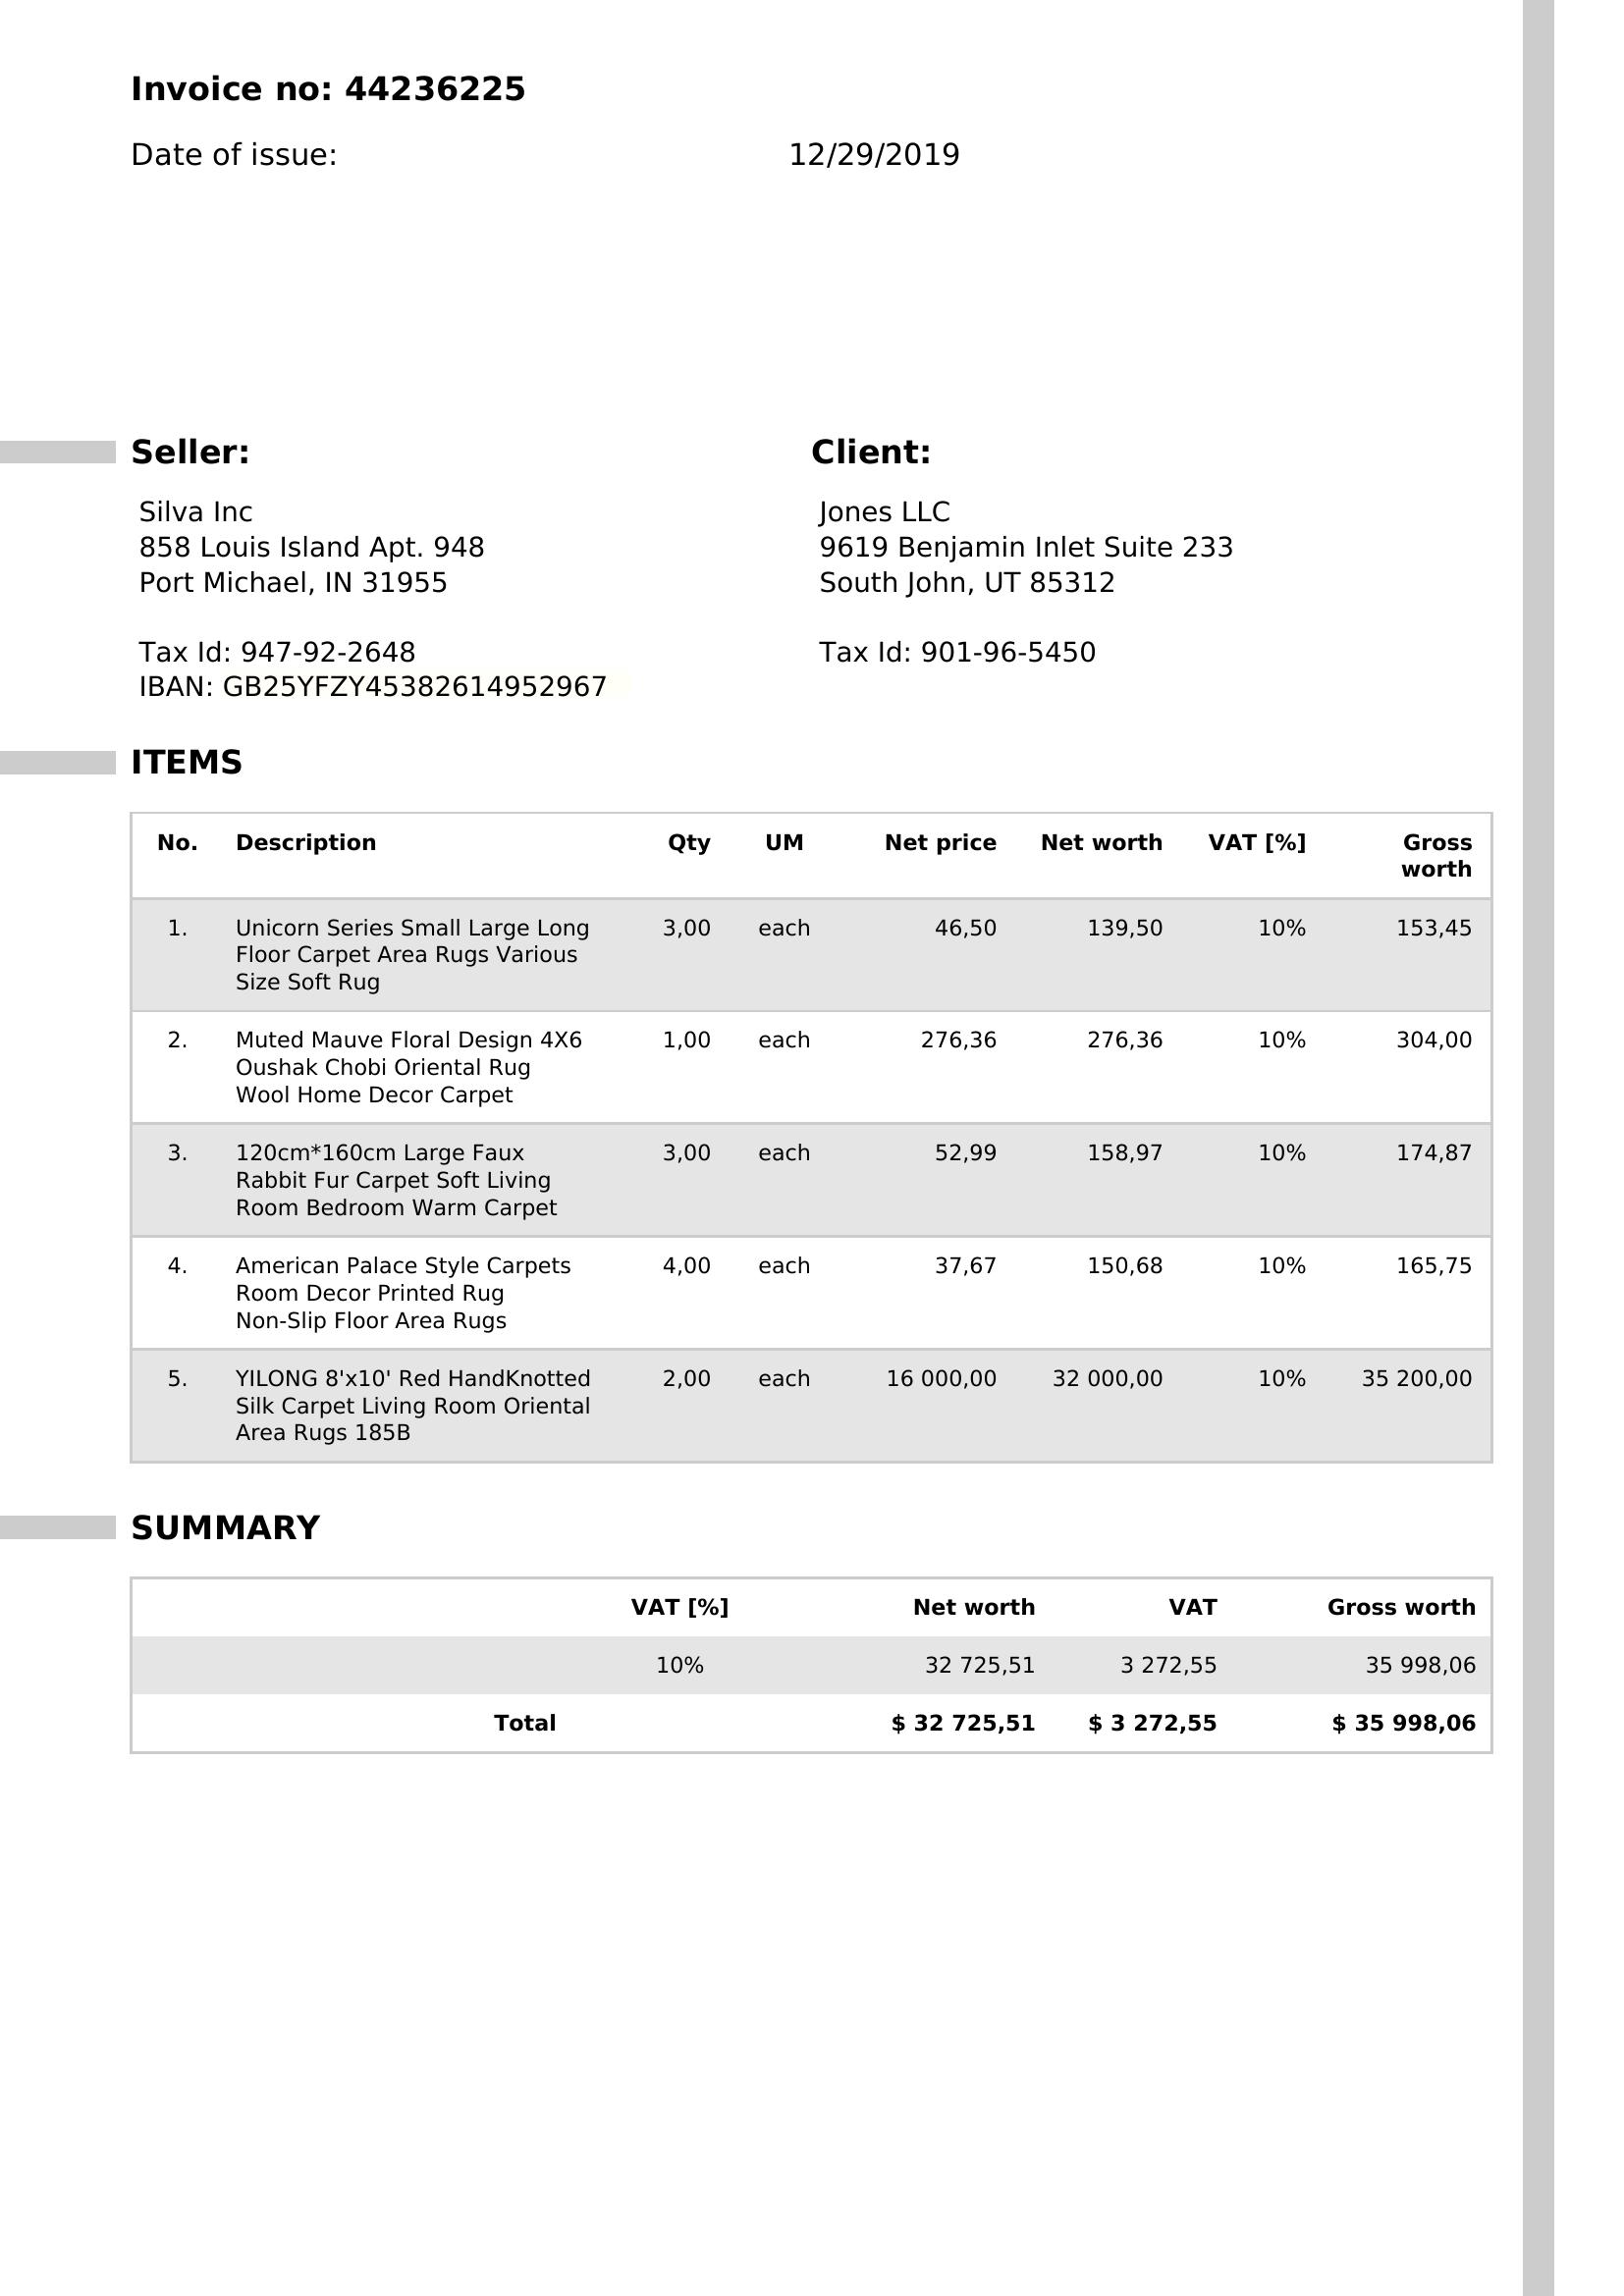 Invoice no: 44236225
Date of issue: 12/29/2019
Seller: Client:
Silva Inc Jones LLC
858 Louis Island Apt. 948 9619 Benjamin Inlet Suite 233
Port Michael, IN 31955 South John, UT 85312
Tax Id: 947-92-2648 Tax Id: 901-96-5450
IBAN: GB25YFZY45382614952967
ITEMS
No. Description Qty UM Net price Net worth VAT [%] Gross
worth
1. Unicorn Series Small Large Long 3,00 each 46,50 139,50 10% 153,45
Floor Carpet Area Rugs Various
Size Soft Rug
2. Muted Mauve Floral Design 4X6 1,00 each 276,36 276,36 10% 304,00
Oushak Chobi Oriental Rug
Wool Home Decor Carpet
3. 120cm*160cm Large Faux 3,00 each 52,99 158,97 10% 174,87
Rabbit Fur Carpet Soft Living
Room Bedroom Warm Carpet
4. American Palace Style Carpets 4,00 each 37,67 150,68 10% 165,75
Room Decor Printed Rug
Non-Slip Floor Area Rugs
5. YILONG 8'x10' Red HandKnotted 2,00 each 16 000,00 32 000,00 10% 35 200,00
Silk Carpet Living Room Oriental
Area Rugs 185B
SUMMARY
VAT [%] Net worth VAT Gross worth
10% 32 725,51 3 272,55 35 998,06
Total $ 32 725,51 $ 3 272,55 $ 35 998,06